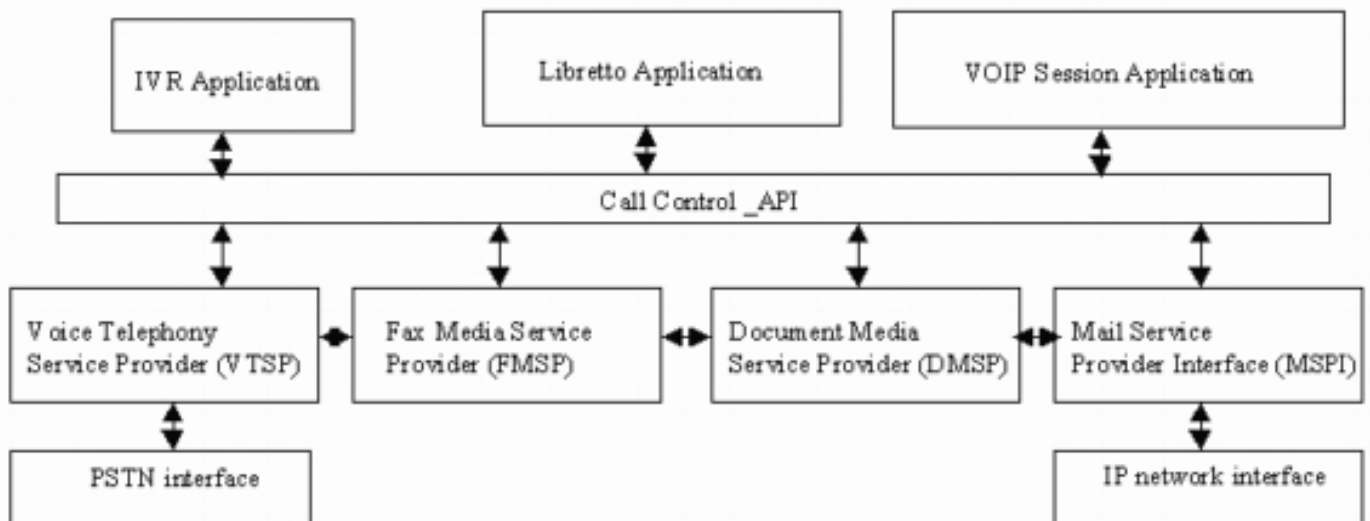 IVR Application
Libretto Application
VOIP Session Application
Call Control _API
Voice Telephony
Service Provider (VTSP)
Fax Media Service
Provider (FMSP)
Document Media
Service Provider (DMSP)
Mail Service
Provider Interface (MSPI)
PSTN interface
IP network interface